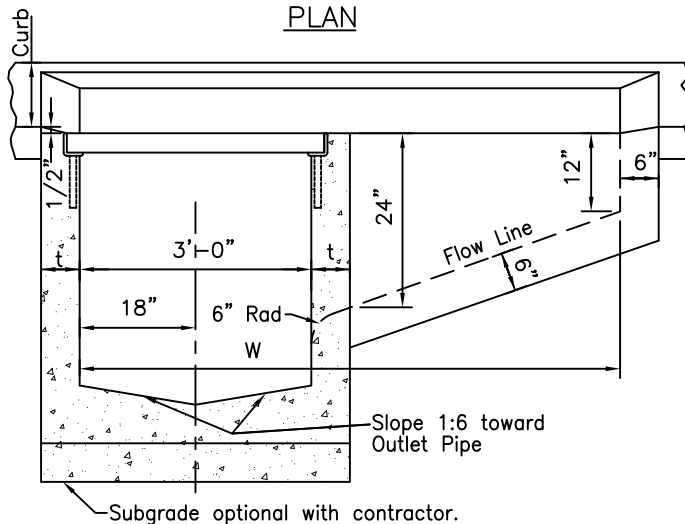 PLAN
Curb
1/2"
24"
12"
6"
t
3'-0"
t
Flow Line
6"
18"
6" Rad
W
Slope 1:6 toward
Outlet Pipe
Subgrade optional with contractor.